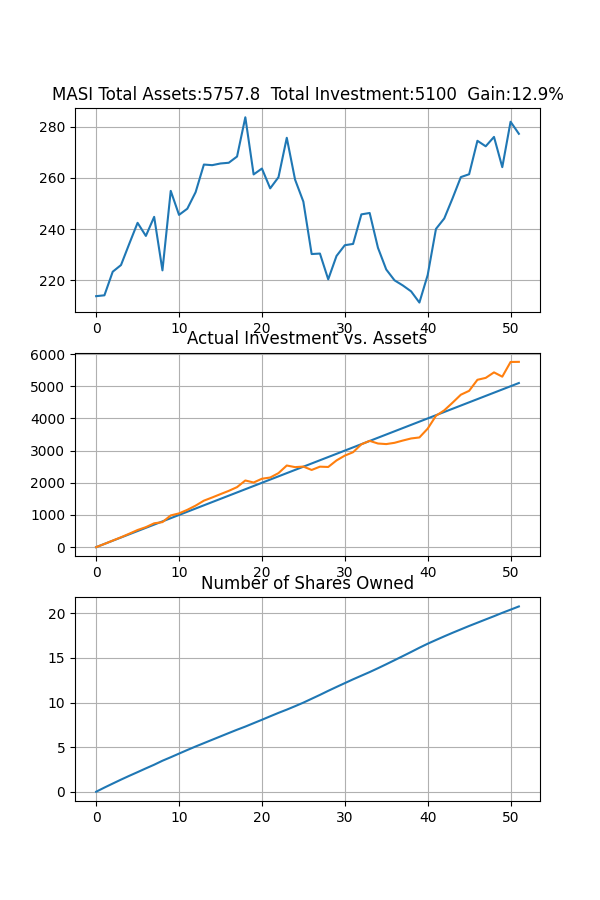 MASI Total Assets:5757.8  Total Investment:5100  Gain:12.9%
280
260
240
220
0 10 20 30 40 50
Actual Investment vs. Assets
6000
5000
4000
3000
2000
1000
0
0 10 20 30 40 50
Number of Shares Owned
20
15
10
5
0
0 10 20 30 40 50